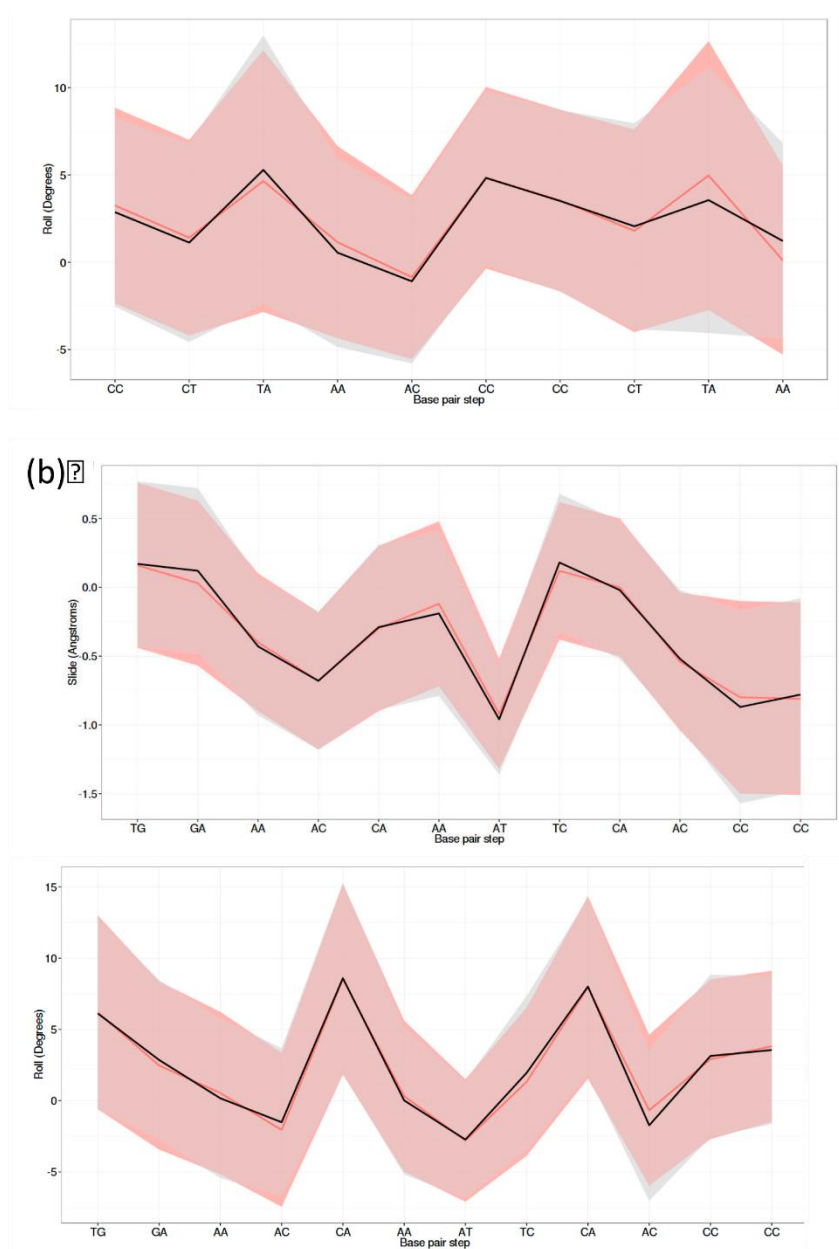 10
5
0
-5
Roll (Degrees)
CC CT TA AA AC CC CC CT TA AA
Base pair step
(b)
0.5
0.0
-0.5
-1.0
-1.5
Slide (Angstroms)
TG GA AA AC CA AA AT TC CA AC CC CC
Base pair step
15
10
5
0
-5
Roll (Degrees)
TG GA AA AC CA AA AT TC CA AC CC CC
Base pair step